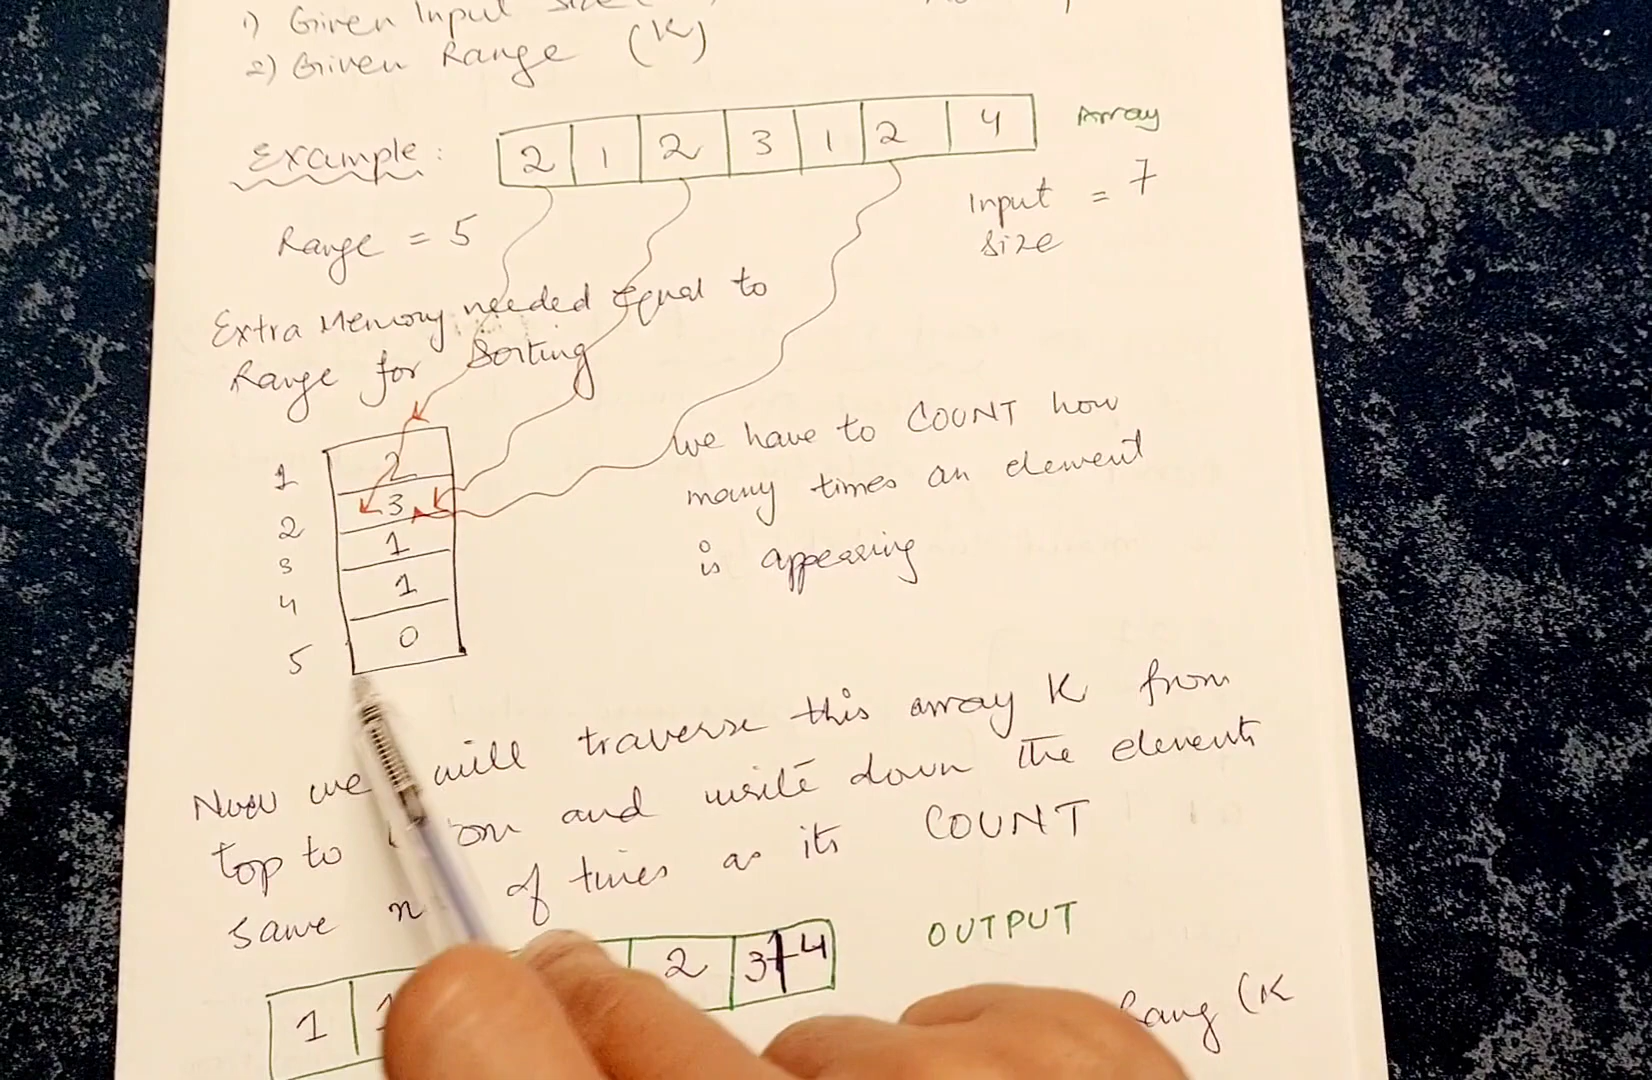 1) Given Input Size
2) Given Range (K)
Example: 2 1 2 3 1 2 4 Array
Range = 5
Input Size = 7
Extra Memory needed Equal to
Range for Sorting
1 2
2 3
3 1
4 1
5 0
we have to COUNT how
many times an element
is appearing
Now we will traverse this array K from
top to and write down the elements
same of times as its COUNT
1 2 3 4 OUTPUT
(K